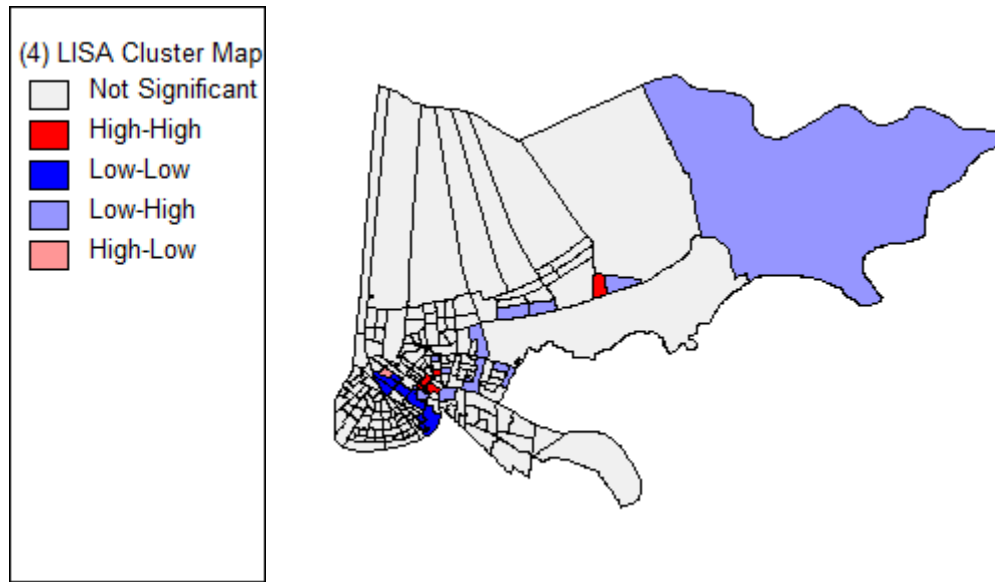 (4) LISA Cluster Map
Not Significant
High-High
Low-Low
Low-High
High-Low